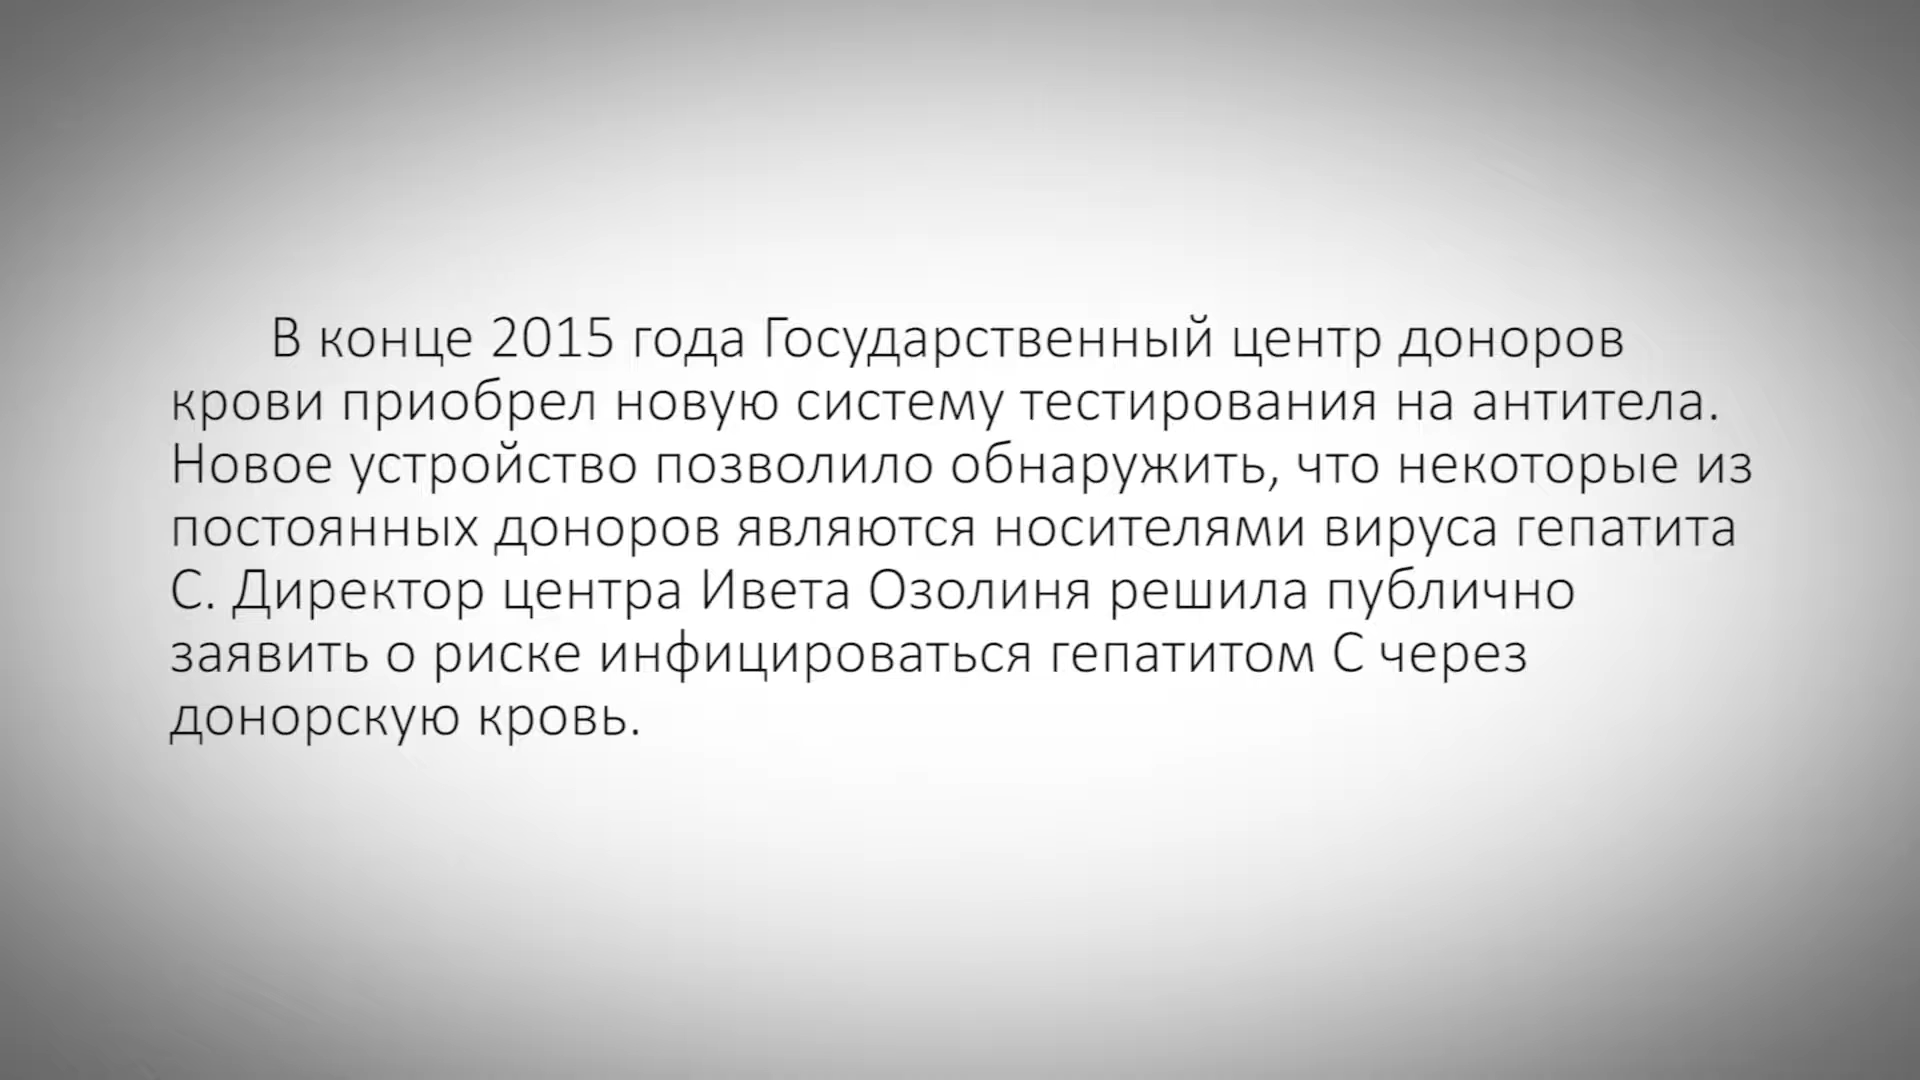 В конце 2015 года Государственный центр доноров
крови приобрел новую систему тестирования на антитела.
Новое устройство позволило обнаружить, что некоторые из
постоянных доноров являются носителями вируса гепатита
С. Директор центра Ивета Озолиня решила публично
заявить о риске инфицироваться гепатитом С через
донорскую кровь.